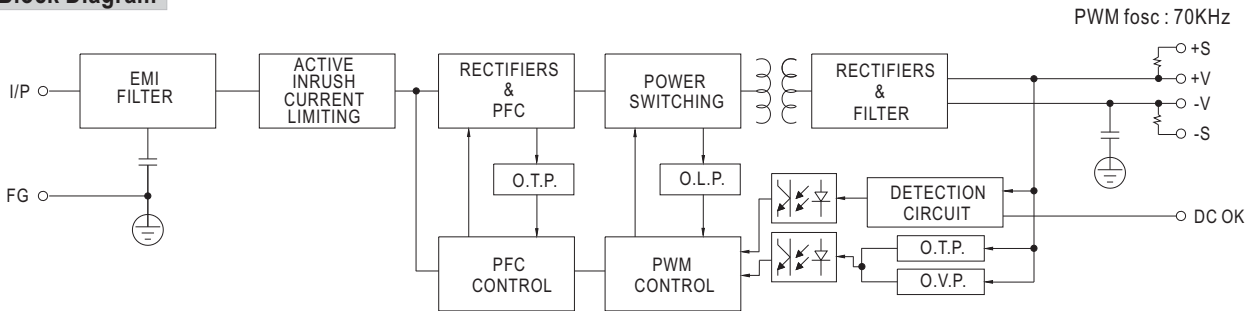 Block Diagram
PWM fosc : 70KHz
I/P
EMI
FILTER
ACTIVE
INRUSH
CURRENT
LIMITING
RECTIFIERS
&
PFC
POWER
SWITCHING
RECTIFIERS
&
FILTER
+S
+V
-V
-S
FG
O.T.P.
O.L.P.
DETECTION
CIRCUIT
DC OK
PFC
CONTROL
PWM
CONTROL
O.T.P.
O.V.P.